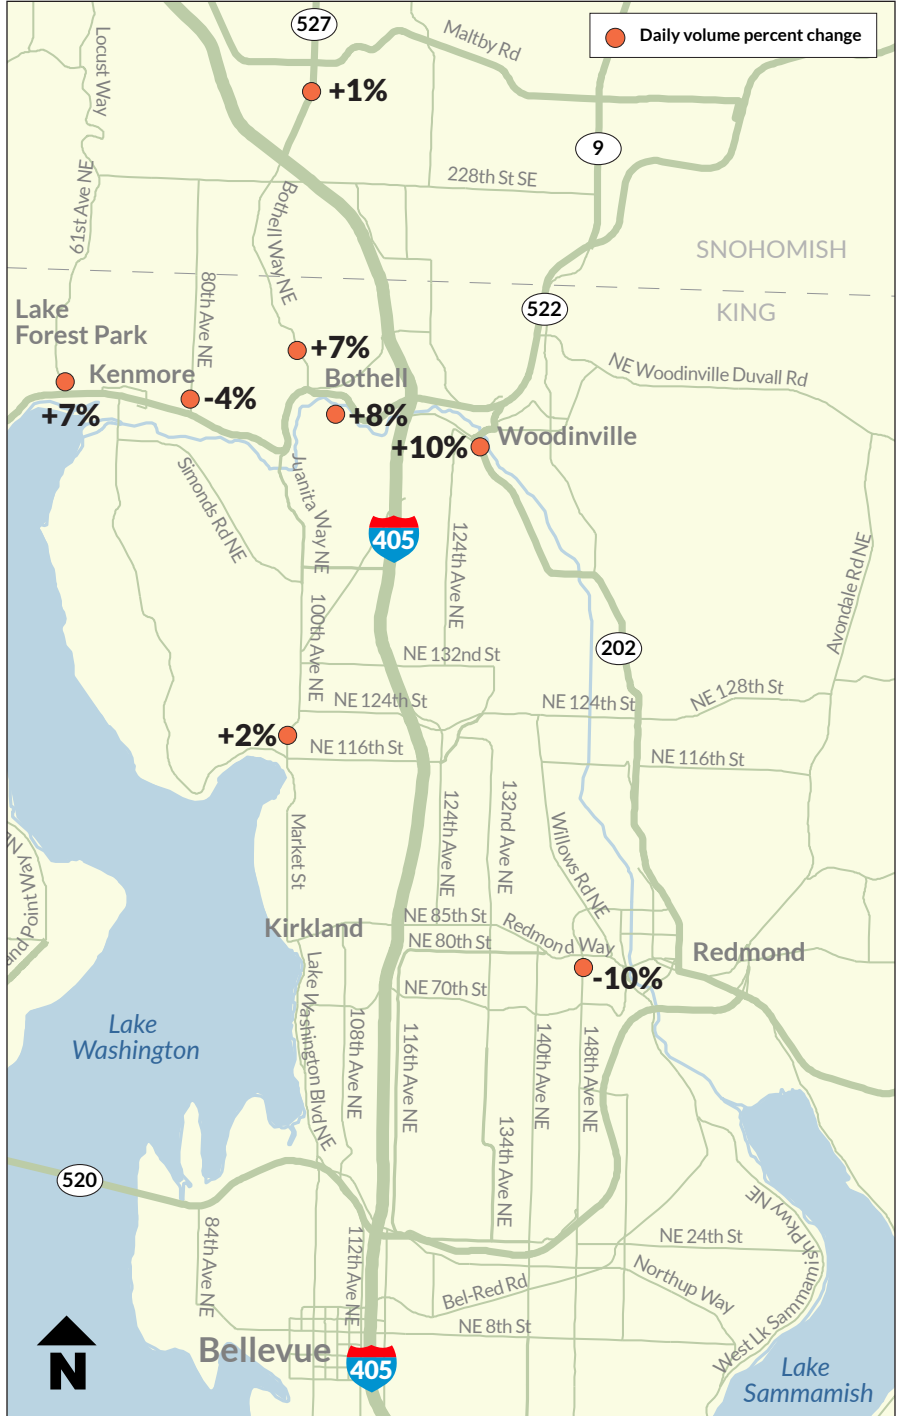 527
Daily volume percent change
Locust Way
Maltby Rd
+1%
9
61st Ave NE
228th St SE
Bothell Way NE
SNOHOMISH
80th Ave NE
Lake
Forest Park
522
KING
+7%
NE Woodinville Duvall Rd
Kenmore
Bothell
-4%
+7%
+8%
+10%
Woodinville
Simonds Rd NE
Juanita Way NE
405
124th Ave NE
Avondale Rd NE
100th Ave NE
202
NE 132nd St
NE 124th St
NE 124th St
NE 128th St
+2%
NE 116th St
NE 116th St
Market St
124th Ave NE
132nd Ave NE
Willows Rd NE
and Point Way NE
Kirkland
NE 85th St
Redmond Way
NE 80th St
Redmond
-10%
NE 70th St
Lake Washington Blvd NE
Lake
Washington
108th Ave NE
116th Ave NE
140th Ave NE
148th Ave NE
134th Ave NE
520
84th Ave NE
112th Ave NE
NE 24th St
Northup Way
West Lk Sammamish Pkwy NE
Bel-Red Rd
NE 8th St
Bellevue
405
N
Lake
Sammamish